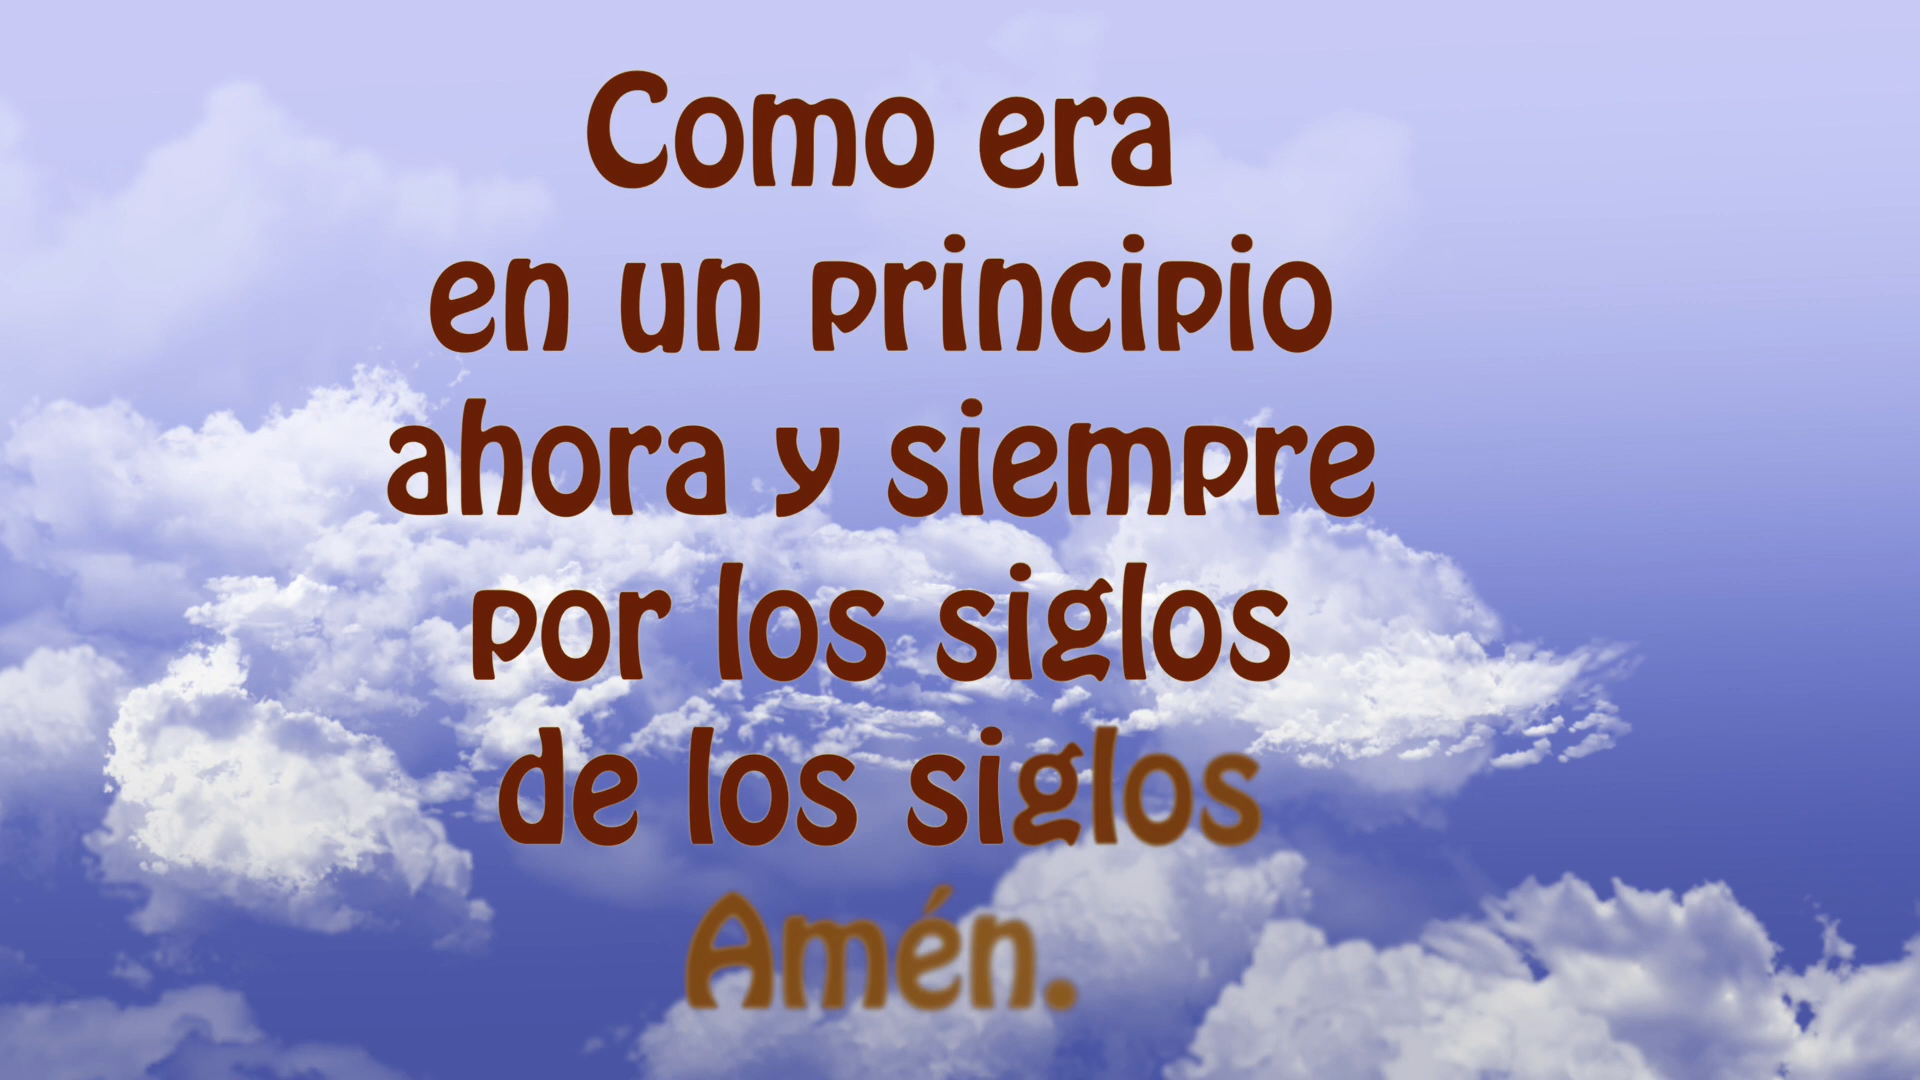 Como era
en un principio
ahora y siempre
por los siglos
de los siglos
Amén.